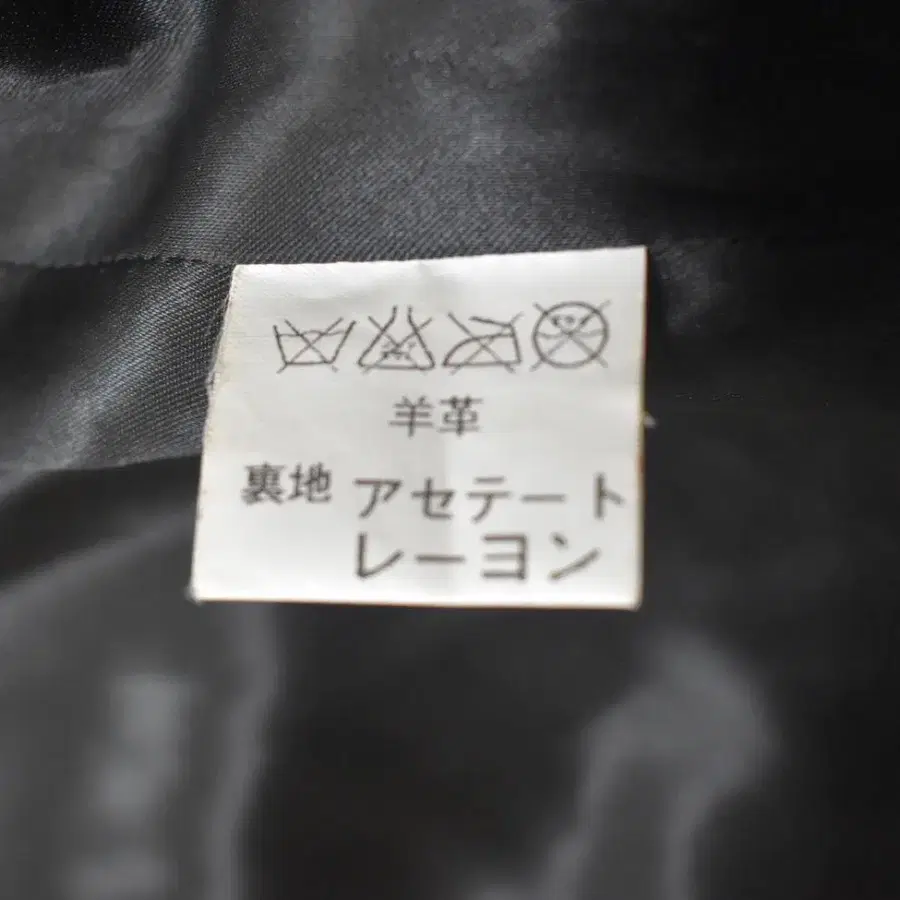 羊革
裏地 アセテート
レーヨン